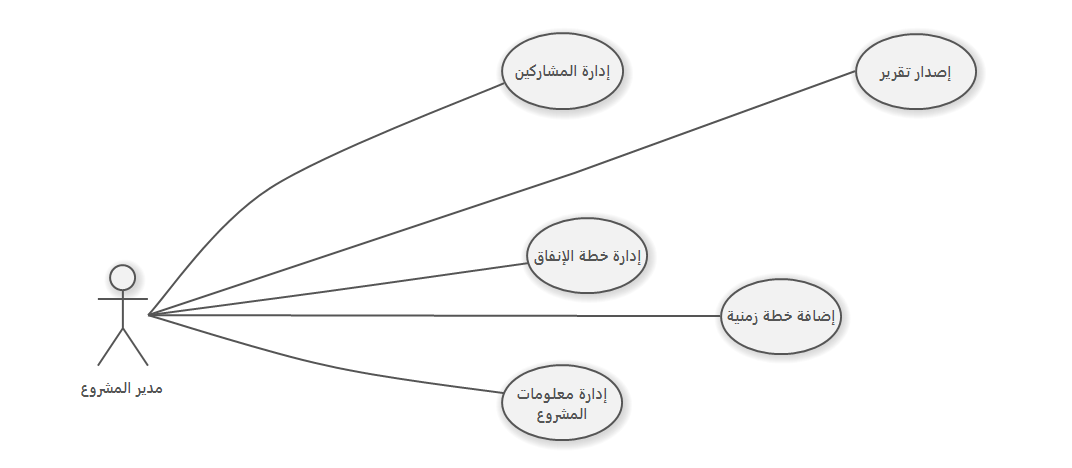 إدارة المشاركين
إصدار تقرير
إدارة خطة الإنفاق
إضافة خطة زمنية
مدير المشروع
إدارة معلومات
المشروع